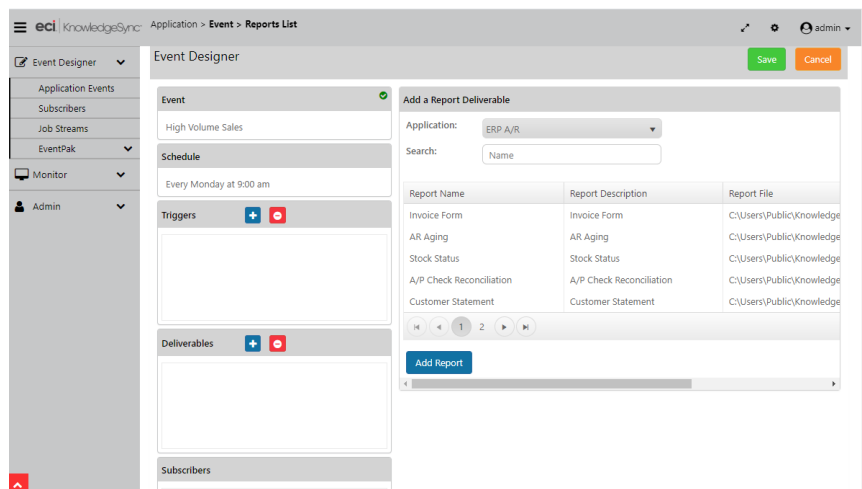 eci KnowledgeSync Application > Event > Reports List admin
Event Designer
Application Events
Subscribers
Job Streams
EventPak
Monitor
Admin
Event Designer Save Cancel
Event
High Volume Sales
Schedule
Every Monday at 9:00 am
Triggers
Deliverables
Subscribers
Add a Report Deliverable
Application: ERP A/R
Search: Name
Report Name Report Description Report File
Invoice Form Invoice Form C:\Users\Public\Knowledge
AR Aging AR Aging C:\Users\Public\Knowledge
Stock Status Stock Status C:\Users\Public\Knowledge
A/P Check Reconciliation A/P Check Reconciliation C:\Users\Public\Knowledge
Customer Statement Customer Statement C:\Users\Public\Knowledge
1 2
Add Report